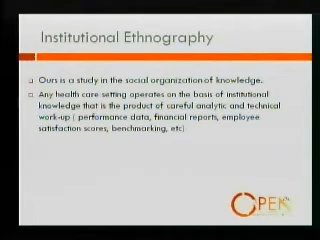 Institutional Ethnography
Ours is a study in the social organization of knowledge.
Any health care setting operates on the basis of institutional
knowledge that is the product of careful analytic and technical
work-up ( performance data, financial reports, employee
satisfaction scores, benchmarking, etc)
OPEN